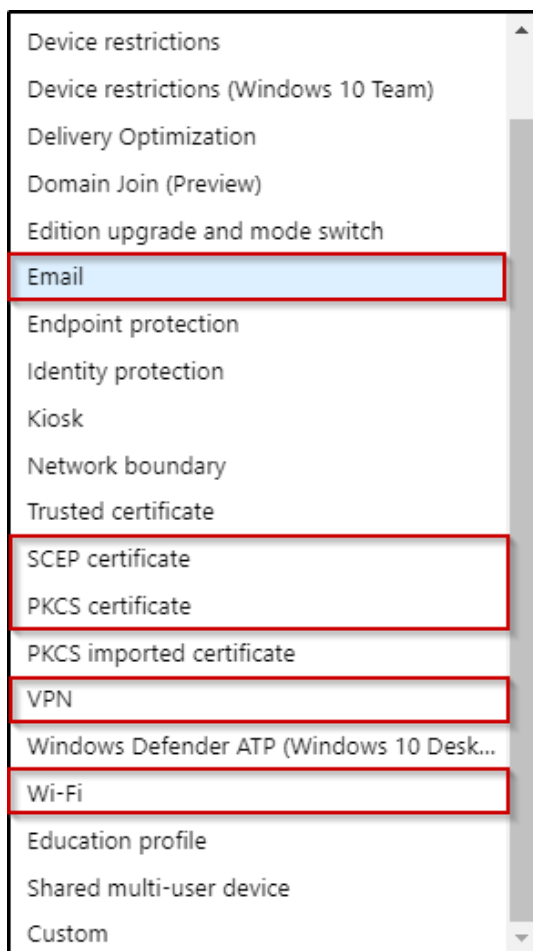 Device restrictions
Device restrictions (Windows 10 Team)
Delivery Optimization
Domain Join (Preview)
Edition upgrade and mode switch
Email
Endpoint protection
Identity protection
Kiosk
Network boundary
Trusted certificate
SCEP certificate
PKCS certificate
PKCS imported certificate
VPN
Windows Defender ATP (Windows 10 Desk...
Wi-Fi
Education profile
Shared multi-user device
Custom